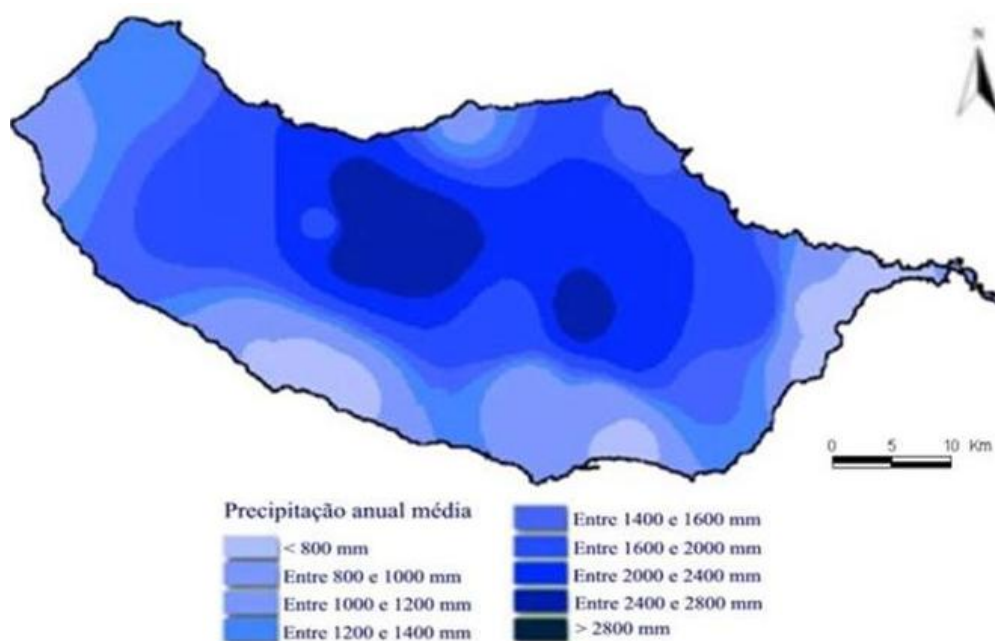 N
0 5 10 Km
Precipitação anual média
< 800 mm
Entre 800 e 1000 mm
Entre 1000 e 1200 mm
Entre 1200 e 1400 mm
Entre 1400 e 1600 mm
Entre 1600 e 2000 mm
Entre 2000 e 2400 mm
Entre 2400 e 2800 mm
> 2800 mm